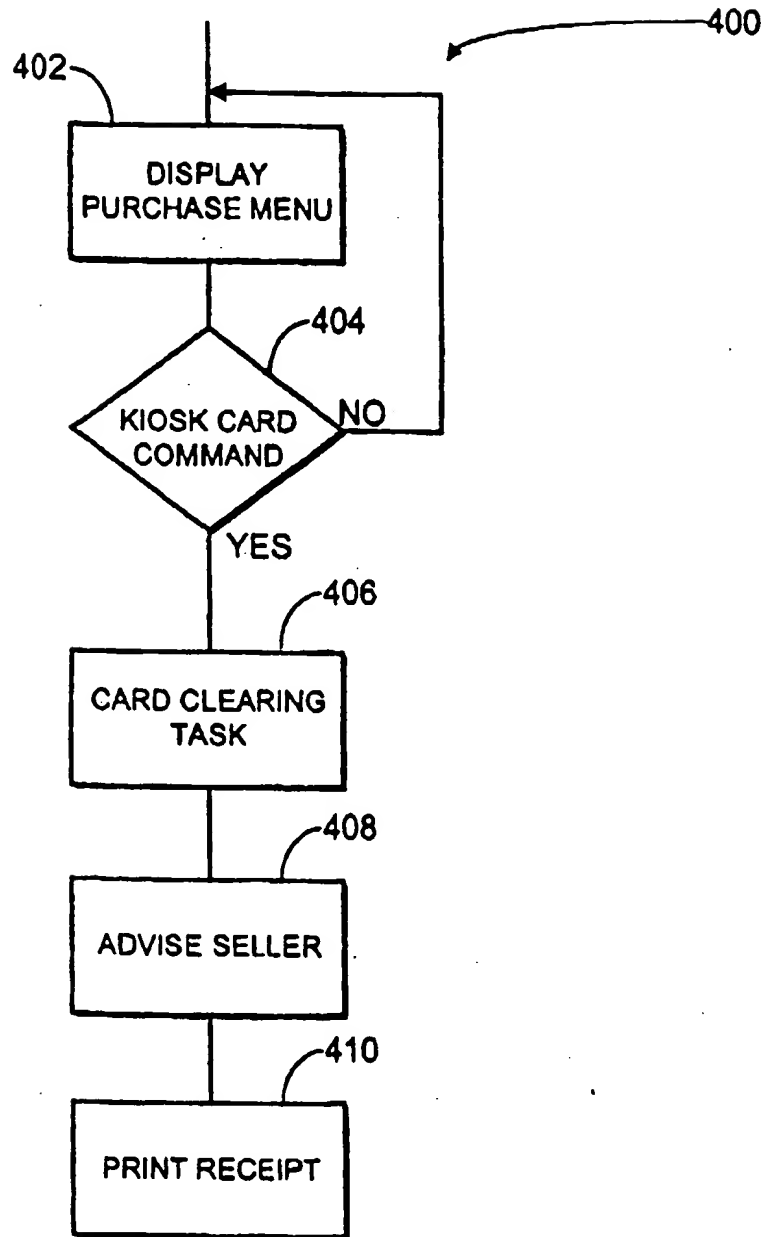 400
402
DISPLAY
PURCHASE MENU
404
KIOSK CARD
COMMAND
NO
YES
406
CARD CLEARING
TASK
408
ADVISE SELLER
410
PRINT RECEIPT